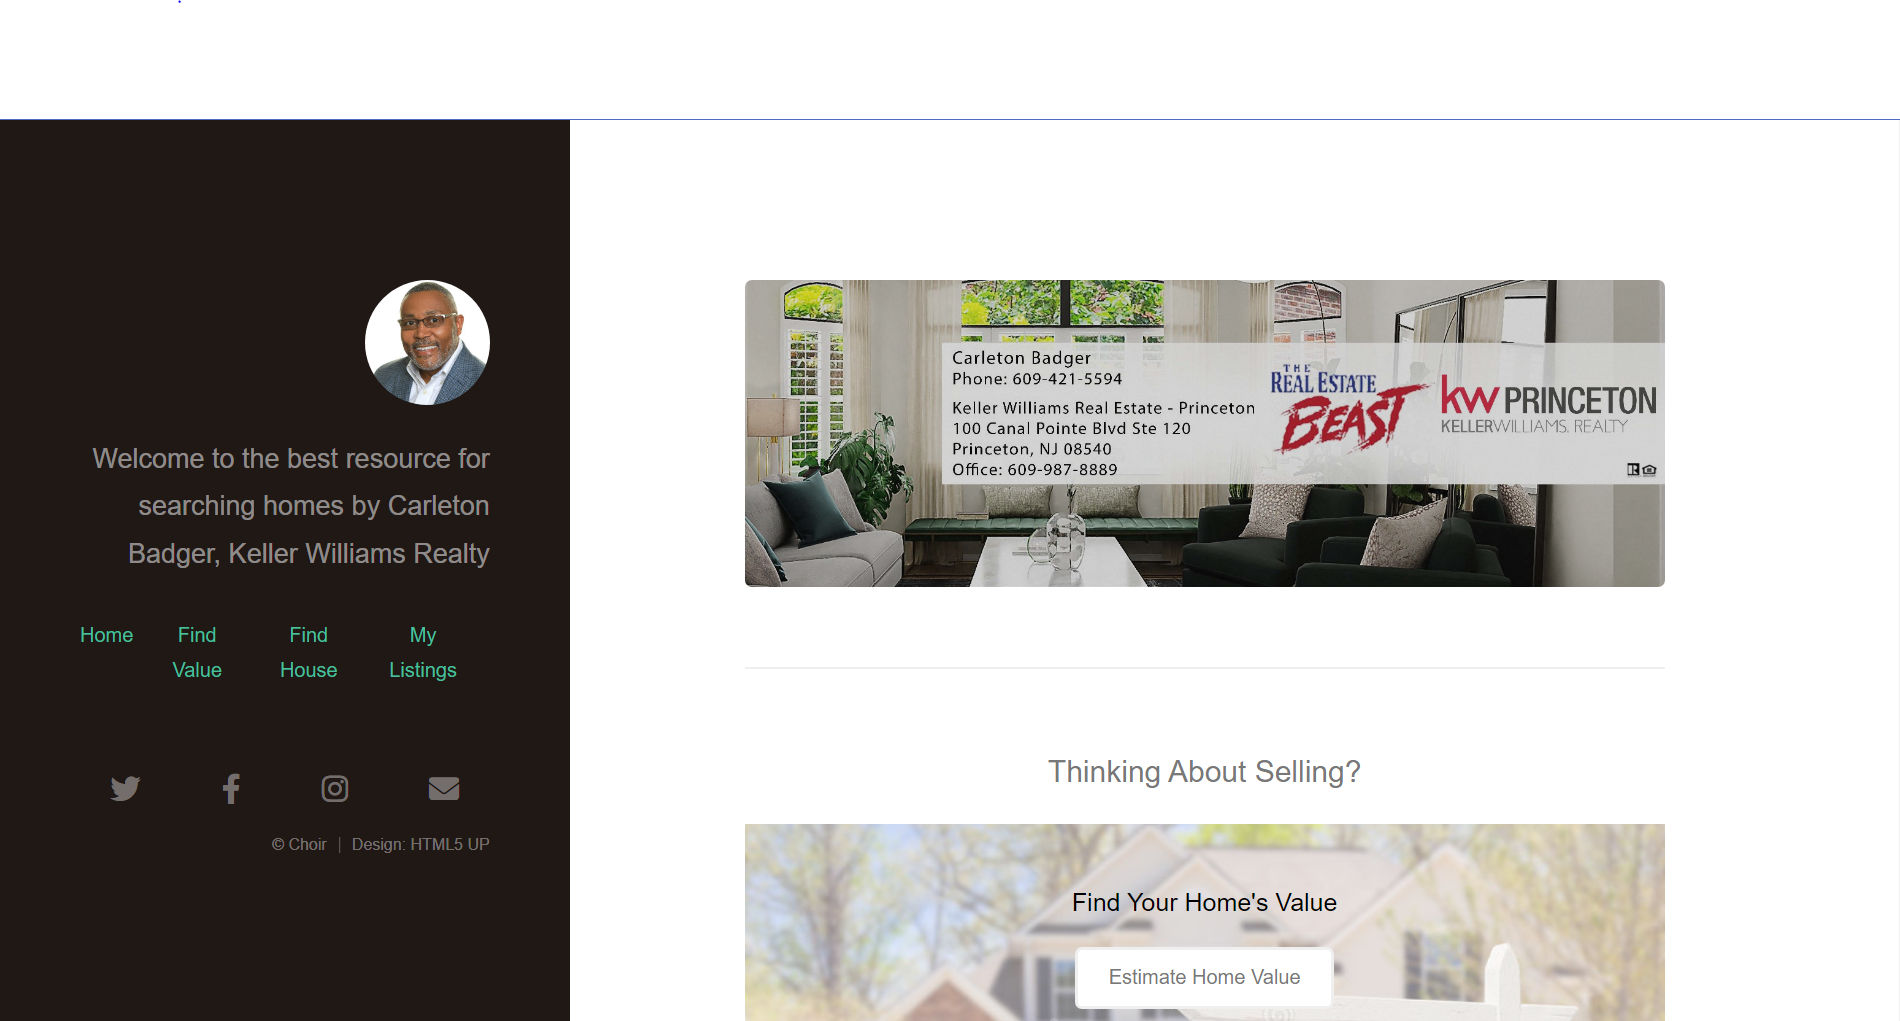 Welcome to the best resource for
searching homes by Carleton
Badger, Keller Williams Realty
Home
Find
Value
Find
House
My
Listings
© Choir | Design: HTML5 UP
Carleton Badger
Phone: 609-421-5594
Keller Williams Real Estate - Princeton
100 Canal Pointe Blvd Ste 120
Princeton, NJ 08540
Office: 609-987-8889
THE
REAL ESTATE
BEAST
kw PRINCETON
KELLERWILLIAMS. REALTY
Thinking About Selling?
Find Your Home's Value
Estimate Home Value